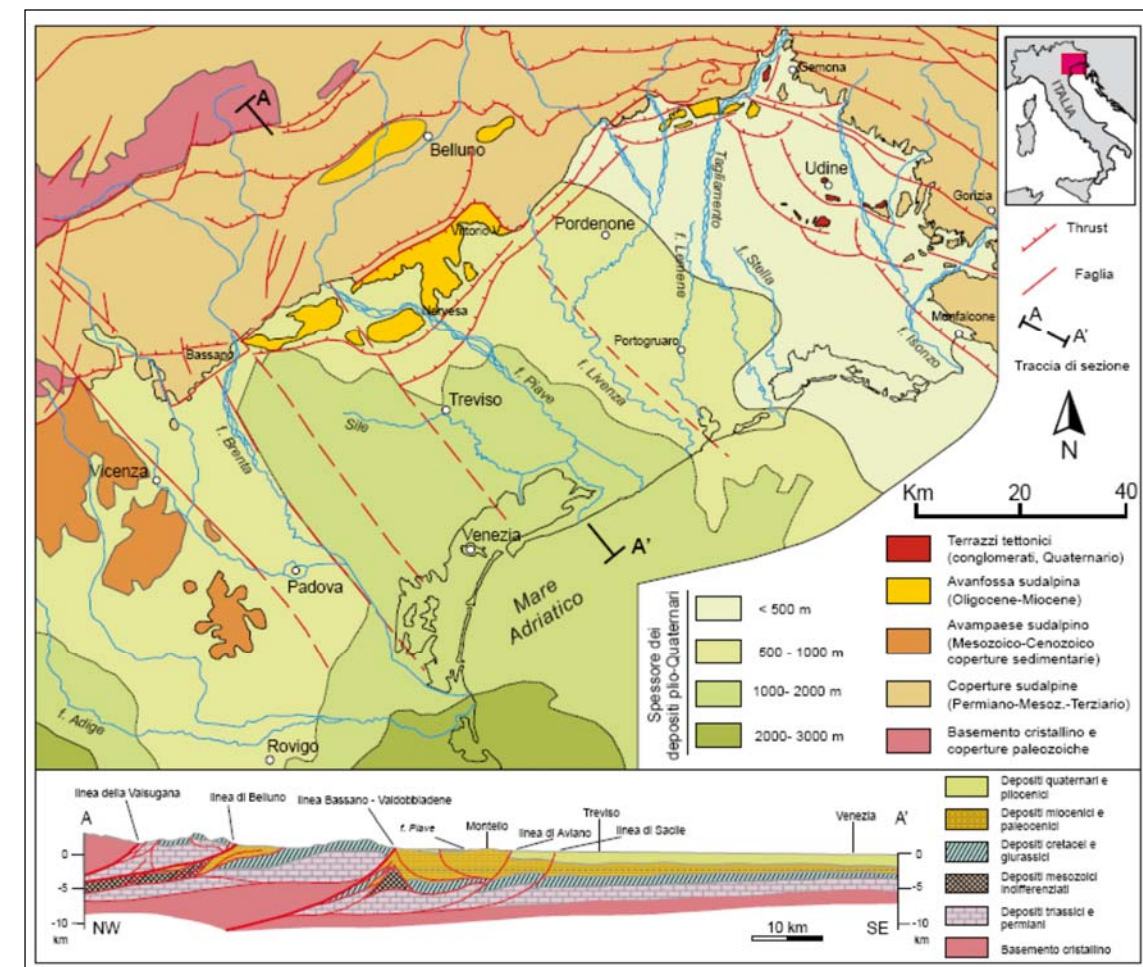 A
Gemona
ITALIA
Belluno
Tagliamento
Udine
Gorizia
Vittorio V.
Pordenone
f. Lemene
f. Stella
Thrust
Faglia
A
A'
Traccia di sezione
N
Nervesa
Monfalcone
Bassano
Portogruaro
f. Isonzo
f. Piave
f. Livenza
Treviso
Sile
f. Brenta
Vicenza
Km 20 40
Venezia
A'
Padova
Mare
Adriatico
f. Adige
Rovigo
Spessore dei
depositi plio-Quaternari
< 500 m
500 - 1000 m
1000- 2000 m
2000- 3000 m
Terrazzi tettonici
(conglomerati, Quaternario)
Avanfossa sudalpina
(Oligocene-Miocene)
Avampaese sudalpino
(Mesozoico-Cenozoico
coperture sedimentarie)
Coperture sudalpine
(Permiano-Mesoz.-Terziario)
Basemento cristallino e
coperture paleozoiche
linea della Valsugana
linea di Belluno
linea Bassano - Valdobbladene
f. Piave
Montello
linea di Aviano
Treviso
linea di Sacile
Venezia
A
A'
0
-5
-10
km
NW
0
-5
-10
km
SE
10 km
Depositi quaternari e
pliocenici
Depositi miocenici e
paleocenici
Depositi cretacei e
giurassici
Depositi mesozoici
indifferenziati
Depositi triassici e
permiani
Basemento cristallino